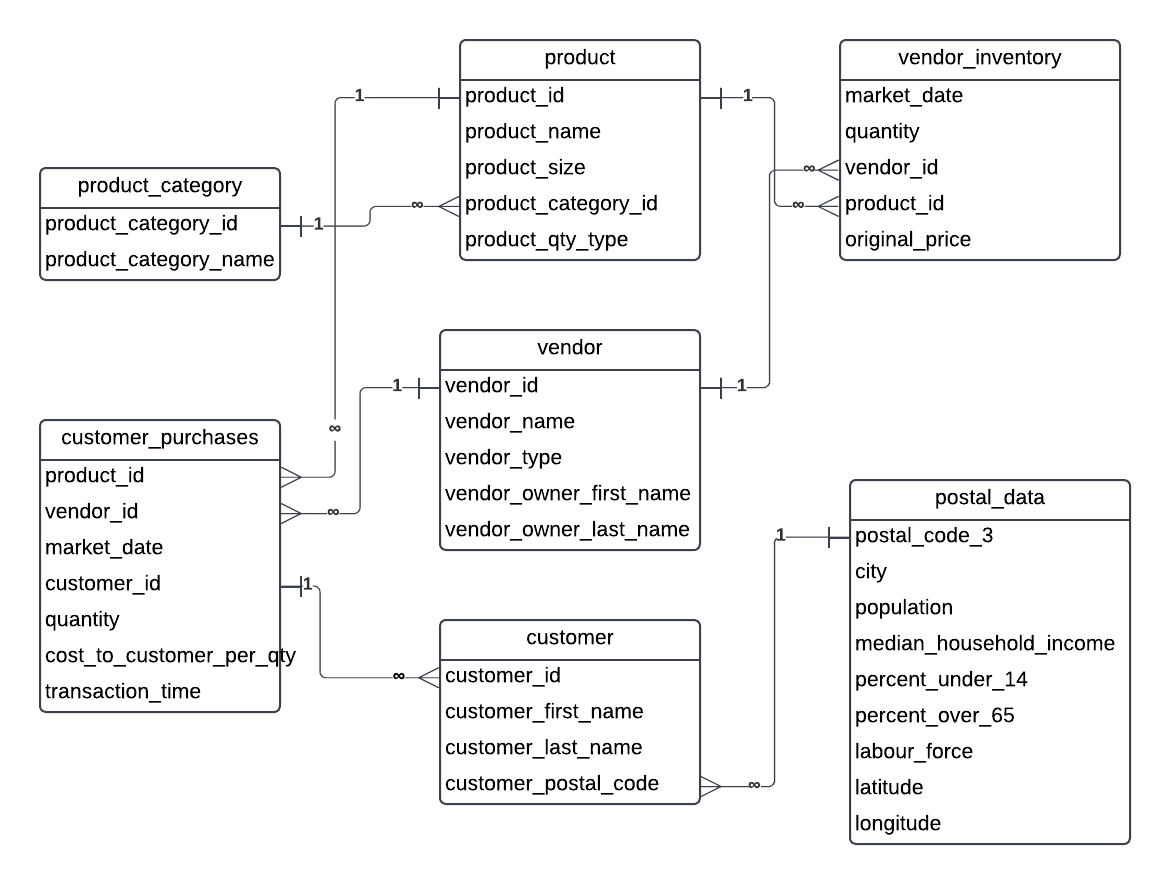 product
product_id
product_name
product_size
product_category_id
product_qty_type
vendor_inventory
market_date
quantity
vendor_id
product_id
original_price
product_category
product_category_id
product_category_name
1
∞
1
1
∞
∞
vendor
vendor_id
vendor_name
vendor_type
vendor_owner_first_name
vendor_owner_last_name
1
1
∞
∞
customer_purchases
product_id
vendor_id
market_date
customer_id
quantity
cost_to_customer_per_qty
transaction_time
1
∞
customer
customer_id
customer_first_name
customer_last_name
customer_postal_code
∞
1
postal_data
postal_code_3
city
population
median_household_income
percent_under_14
percent_over_65
labour_force
latitude
longitude